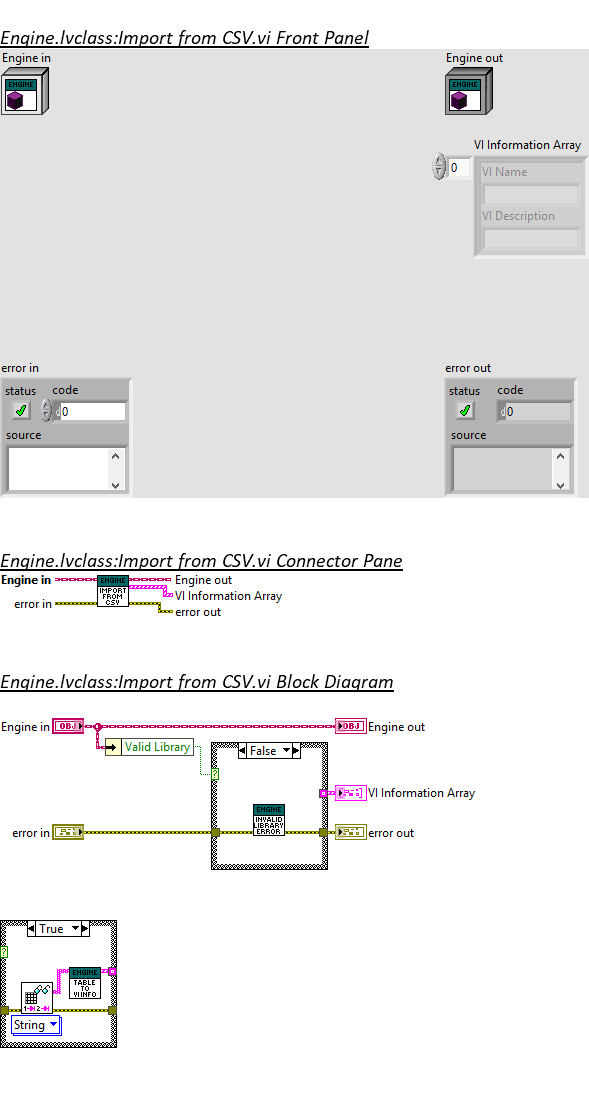 Engine.lvclass:Import from CSV.vi Front Panel
Engine in
Engine out
ENGINE
ENGINE
VI Information Array
0
VI Name
VI Description
error in
error out
status code
status code
d 0
d 0
source
source
Engine.lvclass:Import from CSV.vi Connector Pane
Engine in
ENGINE
IMPORT
FROM
CSV
Engine out
VI Information Array
error in
error out
Engine.lvclass:Import from CSV.vi Block Diagram
Engine in
OBJ
OBJ
Engine out
Valid Library
False
?
VI Information Array
ENGINE
INVALID
LIBRARY
ERROR
error in
error out
True
?
ENGINE
TABLE
TO
VI INFO
1 2
String